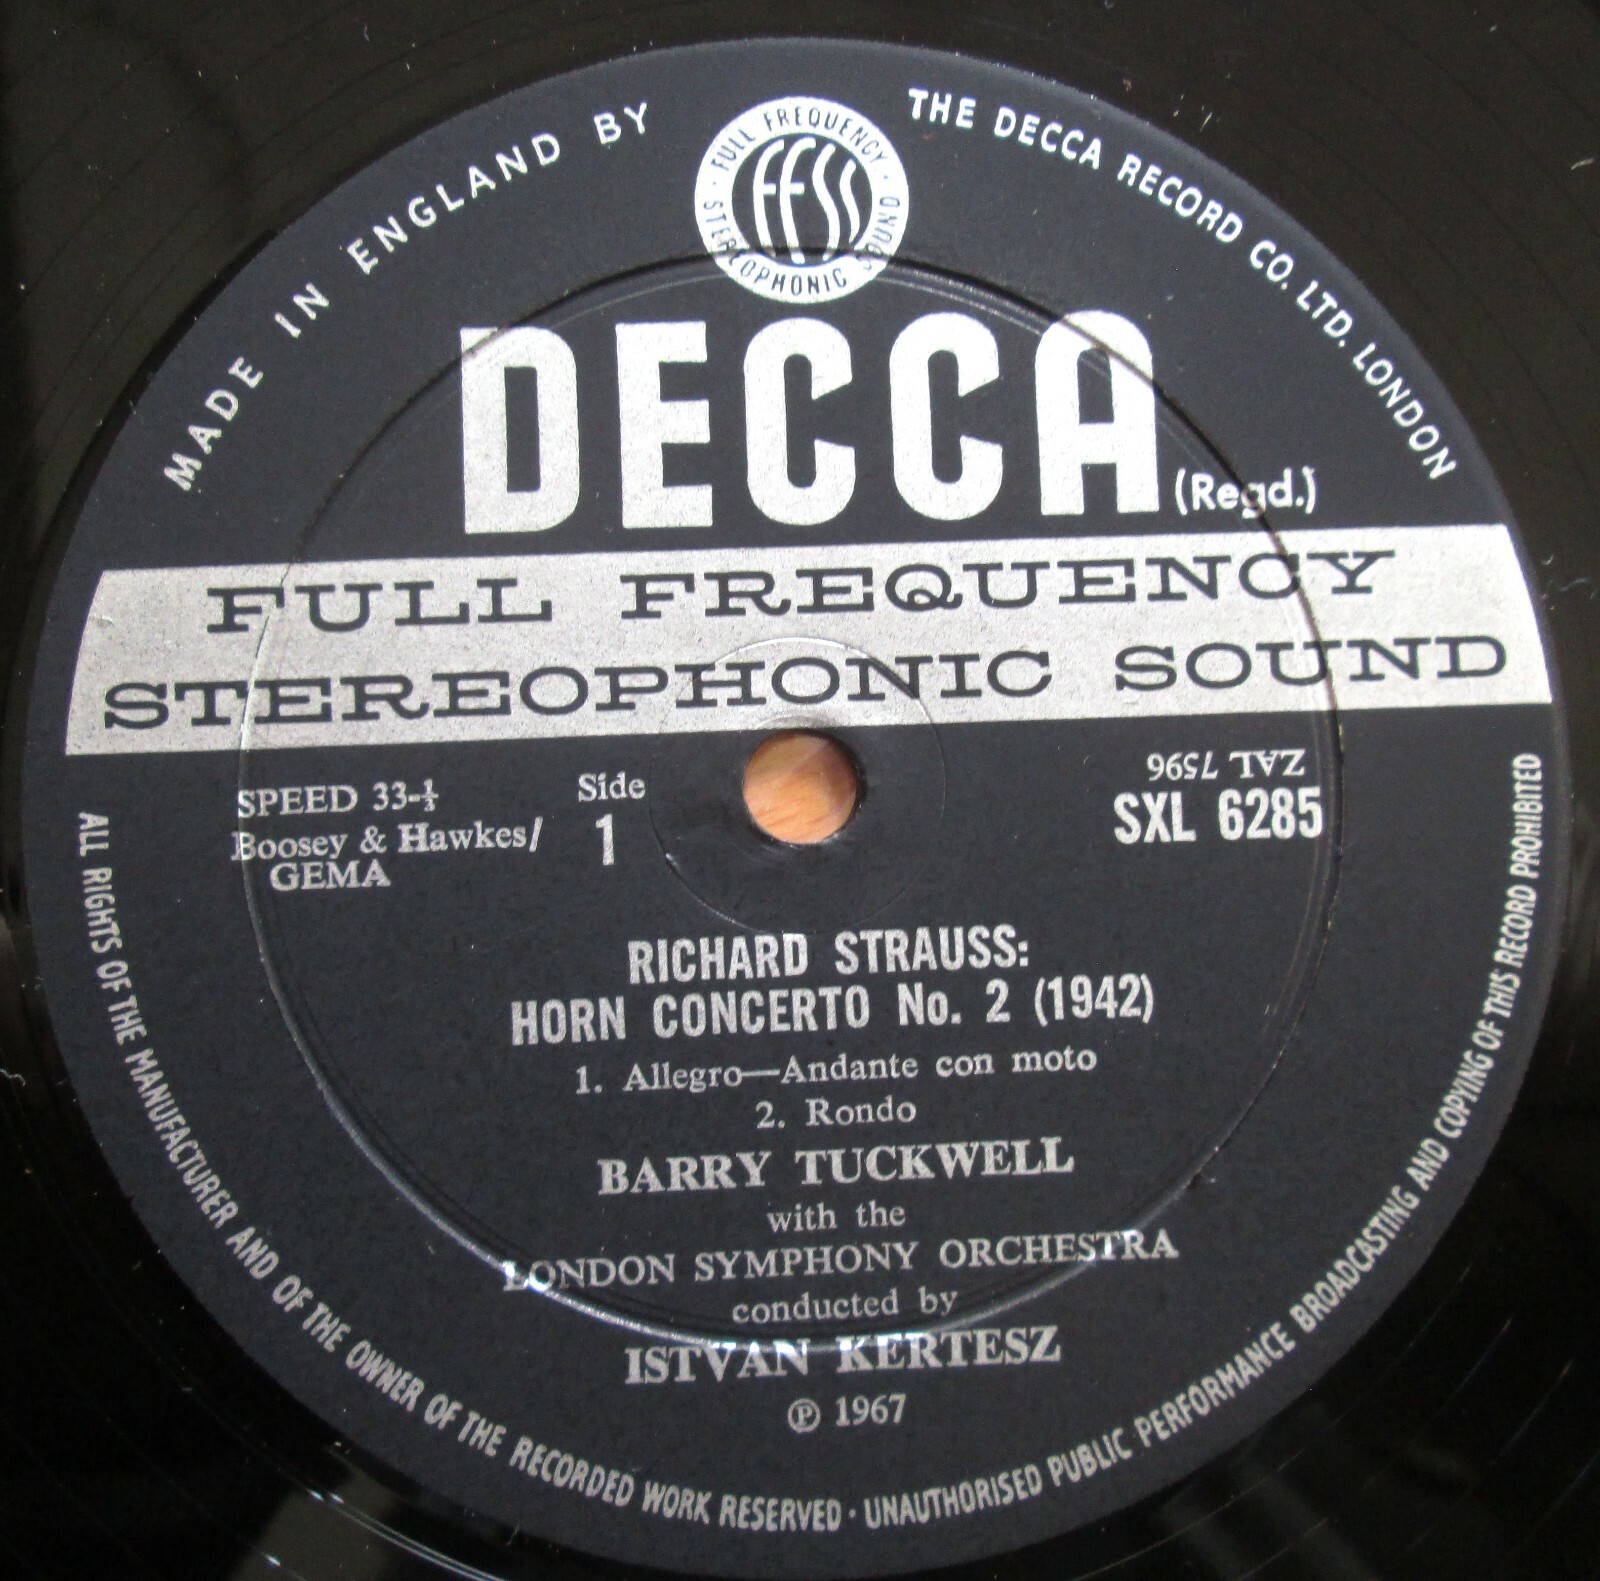 MADE IN ENGLAND BY
THE DECCA RECORD CO. LTD. LONDON
FULL FREQUENCY · STEREOPHONIC SOUND ·
FFSS
DECCA (Regd.)
FULL FREQUENCY
STEREOPHONIC SOUND
SPEED 33-⅓
Boosey & Hawkes/
GEMA
Side
1
ZAL 7596
SXL 6285
RICHARD STRAUSS:
HORN CONCERTO No. 2 (1942)
1. Allegro—Andante con moto
2. Rondo
BARRY TUCKWELL
with the
LONDON SYMPHONY ORCHESTRA
conducted by
ISTVAN KERTESZ
℗ 1967
ALL RIGHTS OF THE MANUFACTURER AND OF THE OWNER OF THE RECORDED WORK RESERVED · UNAUTHORISED PUBLIC PERFORMANCE BROADCASTING AND COPYING OF THIS RECORD PROHIBITED